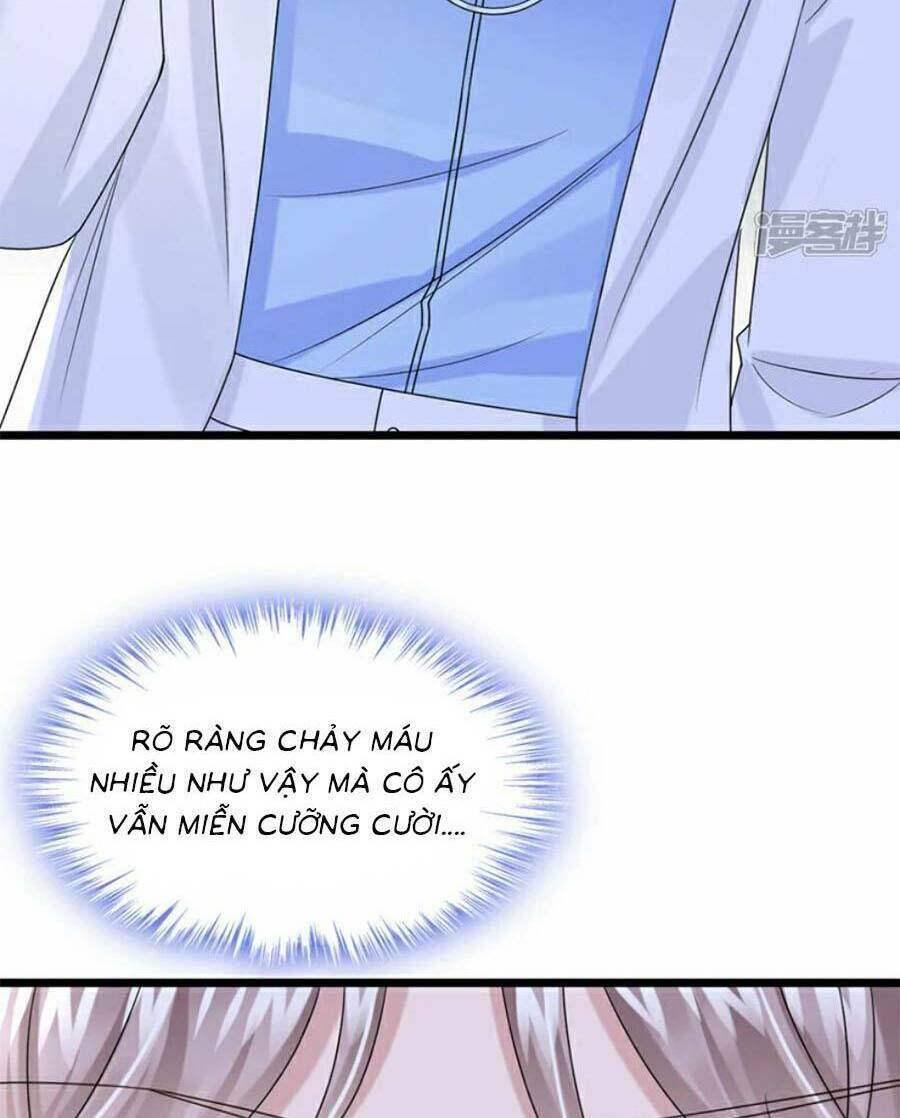 漫客栈
RÕ RÀNG CHẢY MÁU
NHIỀU NHƯ VẬY MÀ CÔ ẤY
VẪN MIỄN CƯỠNG CƯỜI....